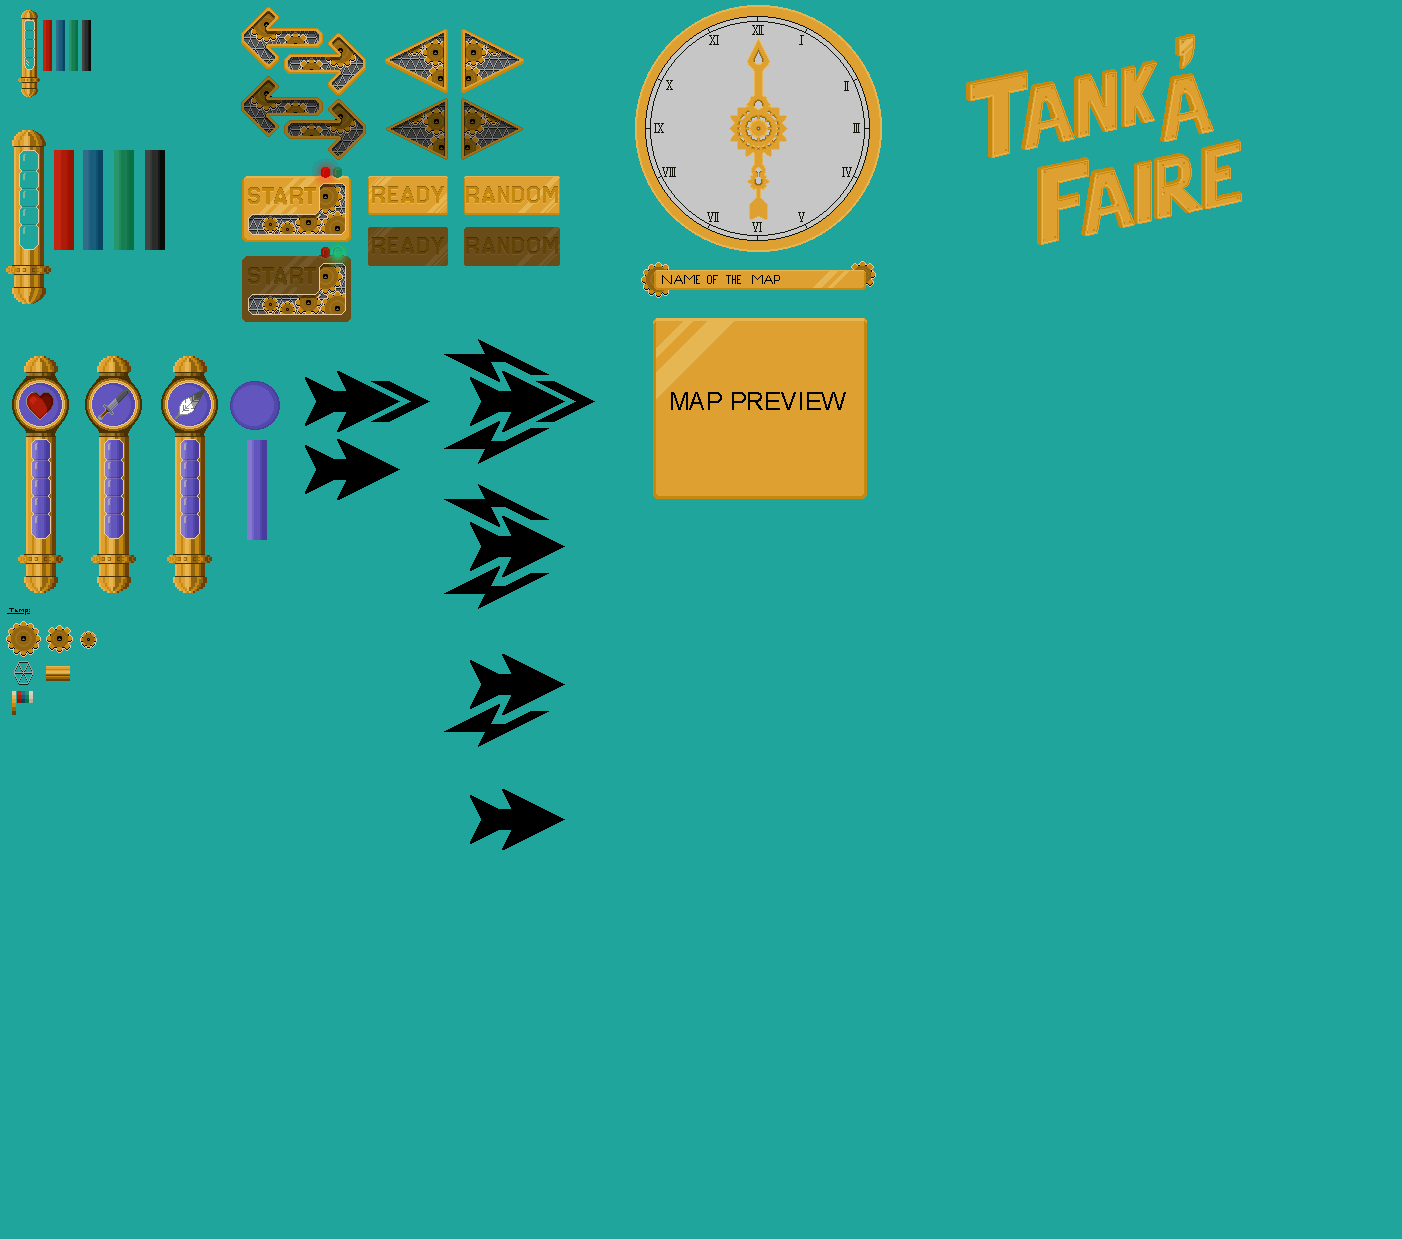 START
READY
RANDOM
START
READY
RANDOM
XII
I
II
III
IV
V
VI
VII
VIII
IX
X
XI
NAME OF THE MAP
MAP PREVIEW
TANK'A
FAIRE
Temp: